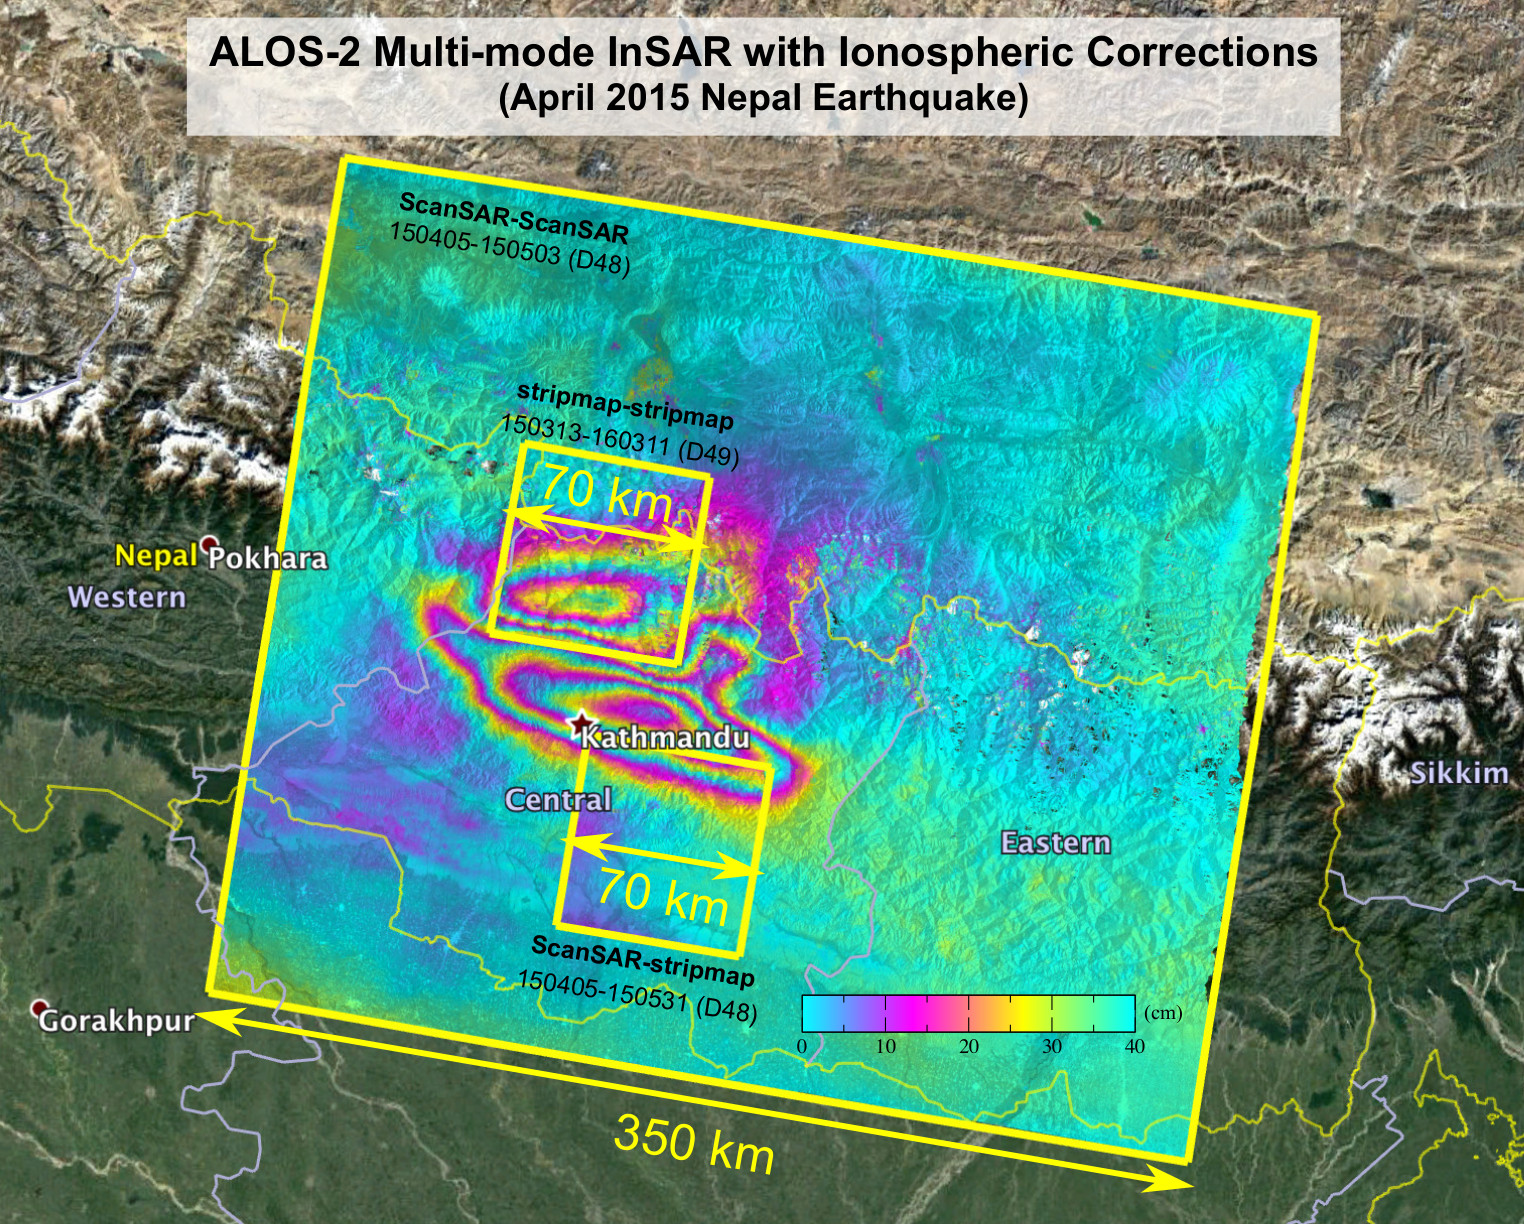 ALOS-2 Multi-mode InSAR with Ionospheric Corrections
(April 2015 Nepal Earthquake)
ScanSAR-ScanSAR
150405-150503 (D48)
stripmap-stripmap
150313-160311 (D49)
70 km
Nepal
Pokhara
Western
Kathmandu
Sikkim
Central
Eastern
70 km
ScanSAR-stripmap
150405-150531 (D48)
Gorakhpur
(cm)
0 10 20 30 40
350 km